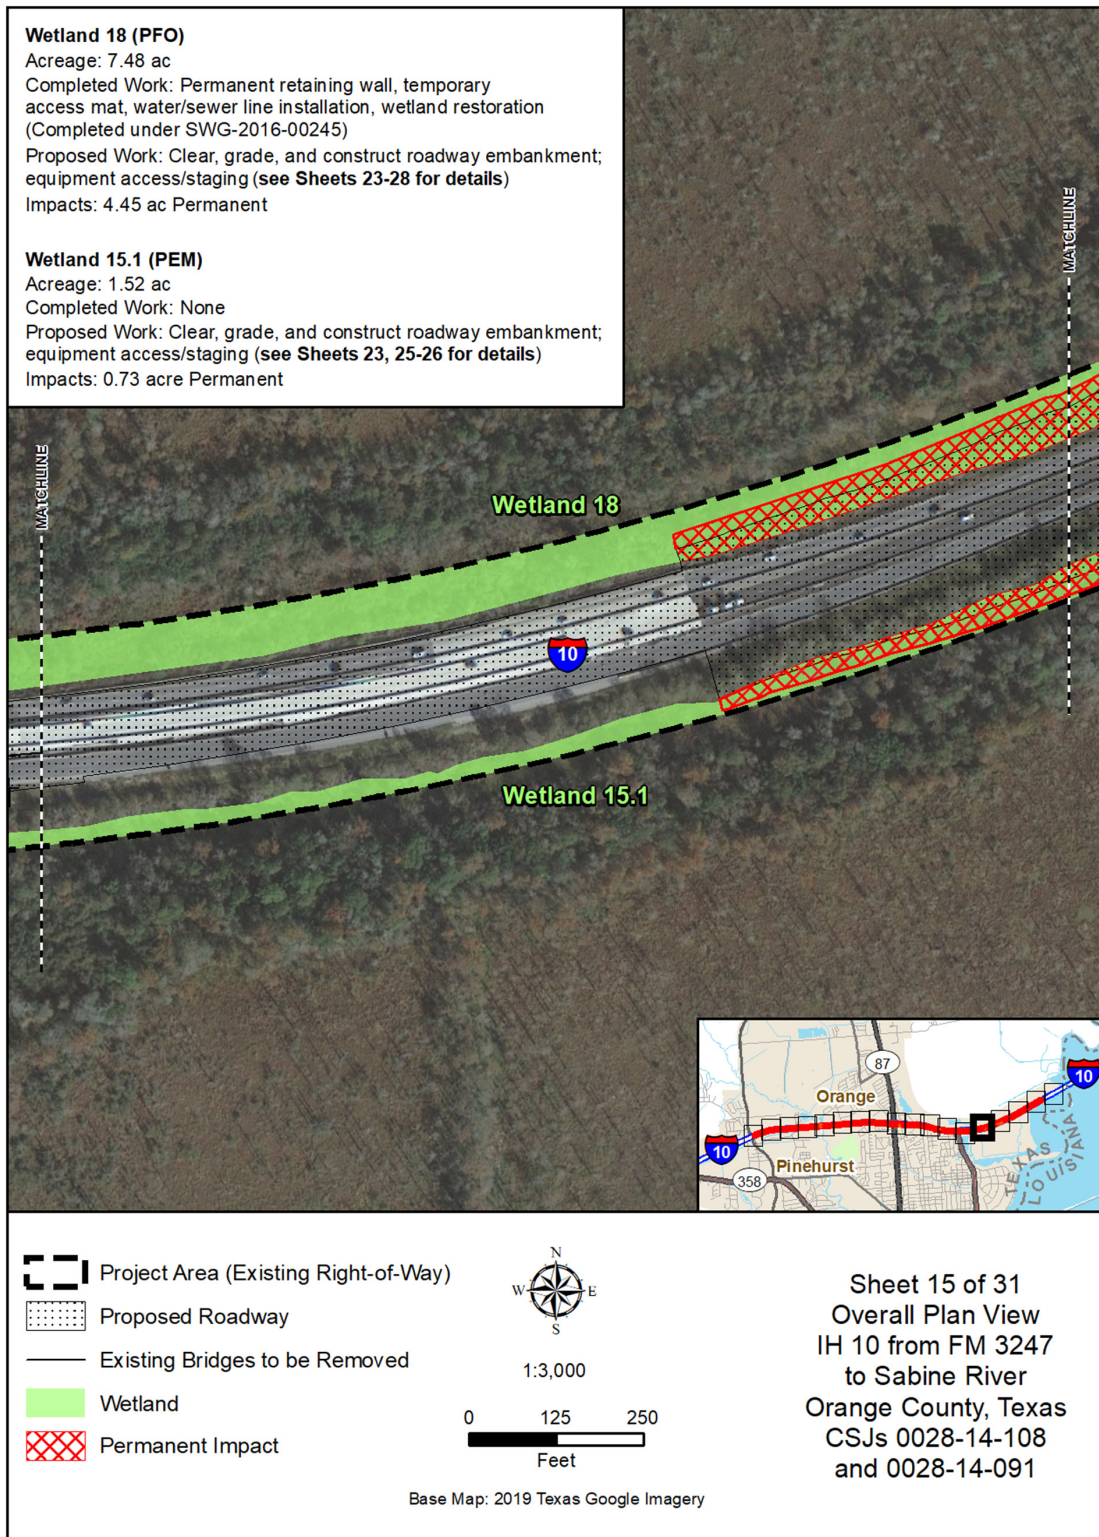 Wetland 18 (PFO)
Acreage: 7.48 ac
Completed Work: Permanent retaining wall, temporary
access mat, water/sewer line installation, wetland restoration
(Completed under SWG-2016-00245)
Proposed Work: Clear, grade, and construct roadway embankment;
equipment access/staging (see Sheets 23-28 for details)
Impacts: 4.45 ac Permanent
Wetland 15.1 (PEM)
Acreage: 1.52 ac
Completed Work: None
Proposed Work: Clear, grade, and construct roadway embankment;
equipment access/staging (see Sheets 23, 25-26 for details)
Impacts: 0.73 acre Permanent
MATCHLINE
MATCHLINE
Wetland 18
10
Wetland 15.1
87
10
Orange
10
Pinehurst
358
TEXAS
LOUISIANA
Project Area (Existing Right-of-Way)
Proposed Roadway
Existing Bridges to be Removed
Wetland
Permanent Impact
N
W E
S
1:3,000
0 125 250
Feet
Base Map: 2019 Texas Google Imagery
Sheet 15 of 31
Overall Plan View
IH 10 from FM 3247
to Sabine River
Orange County, Texas
CSJs 0028-14-108
and 0028-14-091